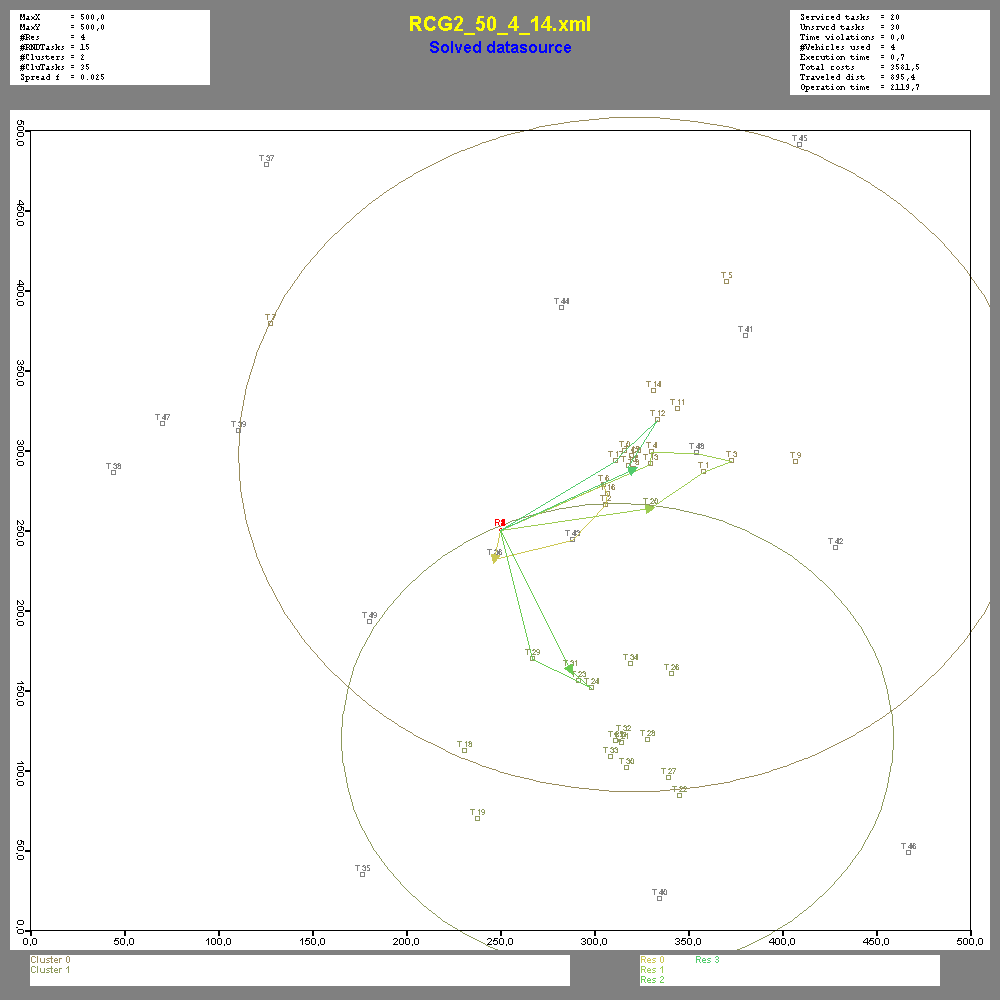 RCG2_50_4_14.xml
Solved datasource
MaxX = 500,0
MaxY = 500,0
#Res = 4
#RNDTasks = 15
#Clusters = 2
#CluTasks = 35
Spread f = 0.025
Serviced tasks = 20
Unsrvcd tasks = 30
Time violations = 0,0
#Vehicles used = 4
Execution time = 0,7
Total costs = 3581,5
Traveled dist = 895,4
Operation time = 2119,7
500,0
450,0
400,0
350,0
300,0
250,0
200,0
150,0
100,0
50,0
0,0
T 45
T 37
T 5
T 44
T 7
T 41
T 14
T 11
T 12
T 47
T 39
T 4
T 48
T 3
T 9
T 38
T 1
T 6
T 2
T 20
T 43
T 36
T 42
T 49
T 29
T 31
T 34
T 26
T 23
T 24
T 32
T 28
T 18
T 33
T 30
T 27
T 22
T 19
T 46
T 35
T 40
0,0 50,0 100,0 150,0 200,0 250,0 300,0 350,0 400,0 450,0 500,0
Cluster 0
Cluster 1
Res 0 Res 3
Res 1
Res 2